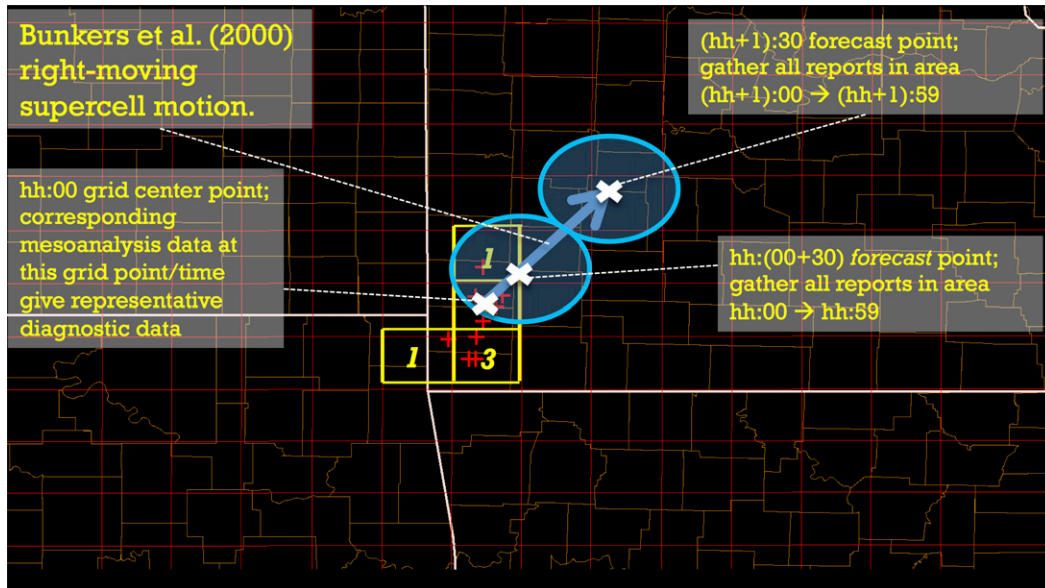 Bunkers et al. (2000)
right-moving
supercell motion.
(hh+1):30 forecast point;
gather all reports in area
(hh+1):00 → (hh+1):59
hh:00 grid center point;
corresponding
mesoanalysis data at
this grid point/time
give representative
diagnostic data
hh:(00+30) forecast point;
gather all reports in area
hh:00 → hh:59
1
1
3